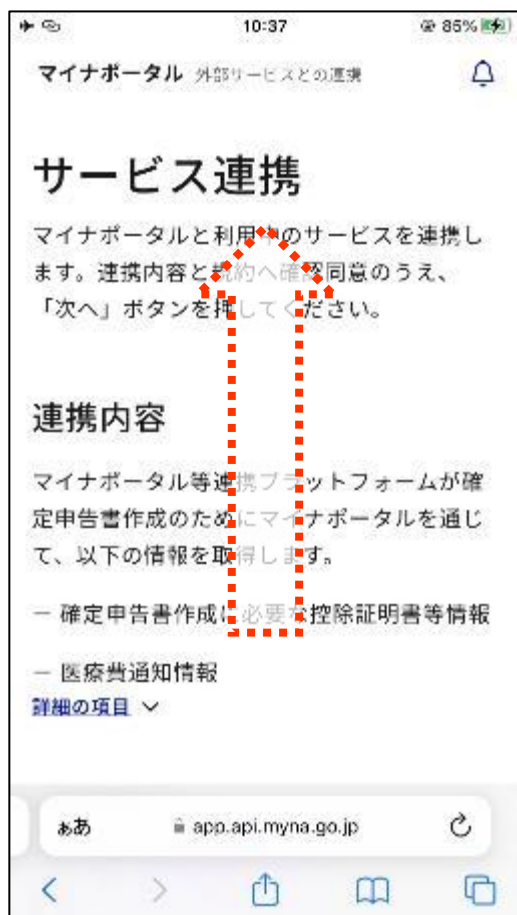 10:37
85%
マイナポータル 外部サービスとの連携
サービス連携
マイナポータルと利用中のサービスを連携し
ます。連携内容と規約へ確認同意のうえ、
「次へ」ボタンを押してください。
連携内容
マイナポータル等連携プラットフォームが確
定申告書作成のためにマイナポータルを通じ
て、以下の情報を取得します。
ー 確定申告書作成に必要な控除証明書等情報
ー 医療費通知情報
詳細の項目
ぁあ
app.api.myna.go.jp